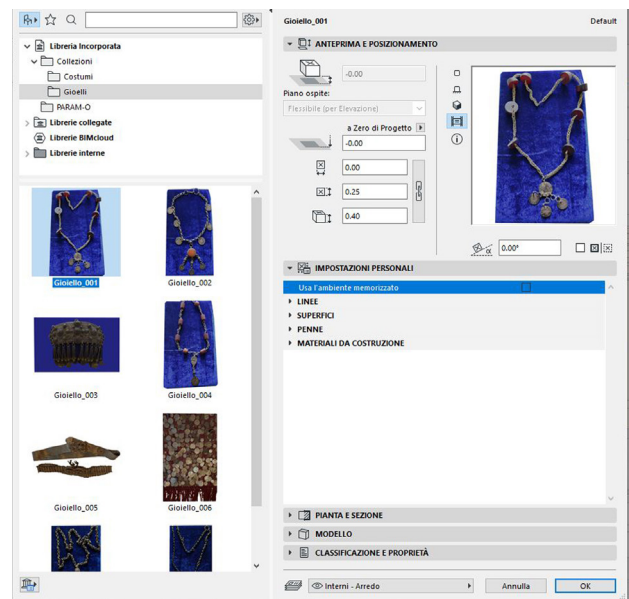 Libreria Incorporata
Collezioni
Costumi
Gioelli
PARAM-O
Librerie collegate
Librerie BIMcloud
Librerie interne
Gioiello_001
Gioiello_002
Gioiello_003
Gioiello_004
Gioiello_005
Gioiello_006
Gioiello_001 Default
ANTEPRIMA E POSIZIONAMENTO
-0.00
Piano ospite:
Flessibile (per Elevazione)
a Zero di Progetto
-0.00
0.00
0.25
0.40
α 0.00°
IMPOSTAZIONI PERSONALI
Usa l'ambiente memorizzato
LINEE
SUPERFICI
PENNE
MATERIALI DA COSTRUZIONE
PIANTA E SEZIONE
MODELLO
CLASSIFICAZIONE E PROPRIETÀ
Interni - Arredo Annulla OK